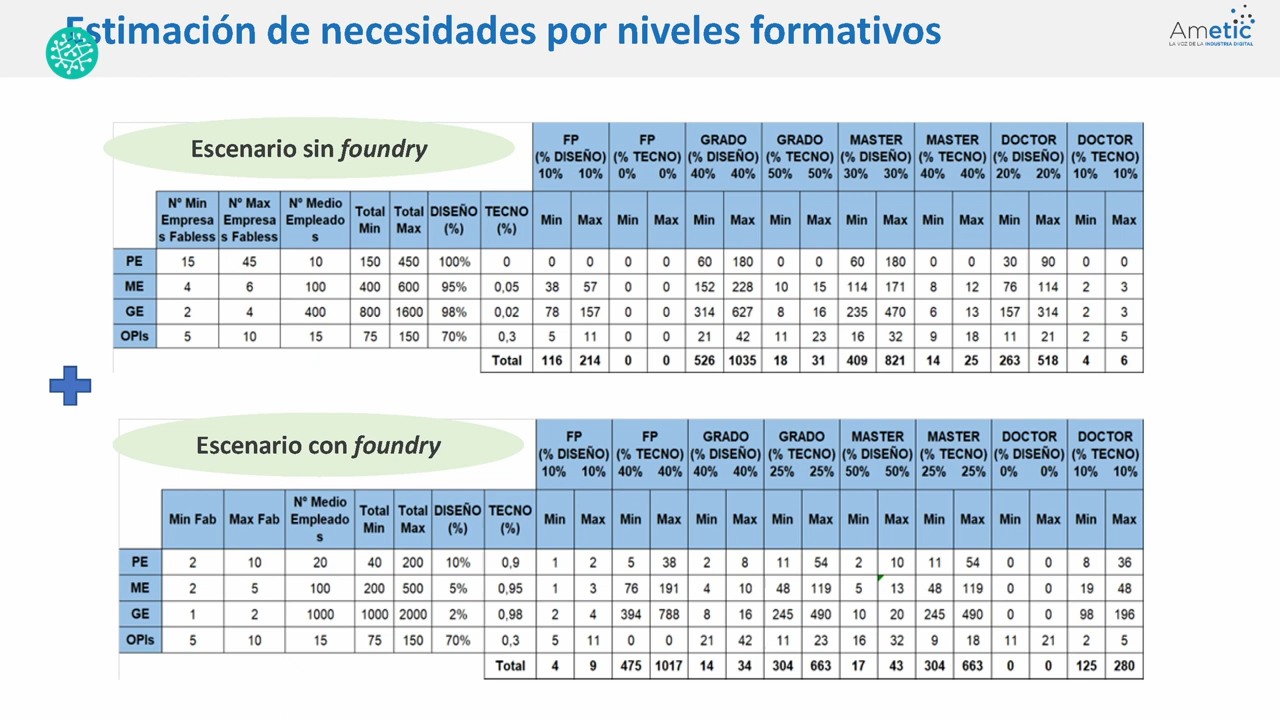 Estimación de necesidades por niveles formativos
Ametic
LA VOZ DE LA INDUSTRIA DIGITAL
Escenario sin foundry
FP (% DISEÑO) 10% 10% FP (% TECNO) 0% 0% GRADO (% DISEÑO) 40% 40% GRADO (% TECNO) 50% 50% MASTER (% DISEÑO) 30% 30% MASTER (% TECNO) 40% 40% DOCTOR (% DISEÑO) 20% 20% DOCTOR (% TECNO) 10% 10%
Nº Min Empresas Fabless Nº Max Empresas Fabless Nº Medio Empleados Total Min Total Max DISEÑO (%) TECNO (%) Min Max Min Max Min Max Min Max Min Max Min Max Min Max Min Max
PE 15 45 10 150 450 100% 0 0 0 0 0 60 180 0 0 60 180 0 0 30 90 0 0
ME 4 6 100 400 600 95% 0,05 38 57 0 0 152 228 10 15 114 171 8 12 76 114 2 3
GE 2 4 400 800 1600 98% 0,02 78 157 0 0 314 627 8 16 235 470 6 13 157 314 2 3
OPIs 5 10 15 75 150 70% 0,3 5 11 0 0 21 42 11 23 16 32 9 18 11 21 2 5
Total 116 214 0 0 526 1035 18 31 409 821 14 25 263 518 4 6
Escenario con foundry
FP (% DISEÑO) 10% 10% FP (% TECNO) 40% 40% GRADO (% DISEÑO) 40% 40% GRADO (% TECNO) 25% 25% MASTER (% DISEÑO) 50% 50% MASTER (% TECNO) 25% 25% DOCTOR (% DISEÑO) 0% 0% DOCTOR (% TECNO) 10% 10%
Min Fab Max Fab Nº Medio Empleados Total Min Total Max DISEÑO (%) TECNO (%) Min Max Min Max Min Max Min Max Min Max Min Max Min Max Min Max
PE 2 10 20 40 200 10% 0,9 1 2 5 38 2 8 11 54 2 10 11 54 0 0 8 36
ME 2 5 100 200 500 5% 0,95 1 3 76 191 4 10 48 119 5 13 48 119 0 0 19 48
GE 1 2 1000 1000 2000 2% 0,98 2 4 394 788 8 16 245 490 10 20 245 490 0 0 98 196
OPIs 5 10 15 75 150 70% 0,3 5 11 0 0 21 42 11 23 16 32 9 18 11 21 2 5
Total 4 9 475 1017 14 34 304 663 17 43 304 663 0 0 125 280